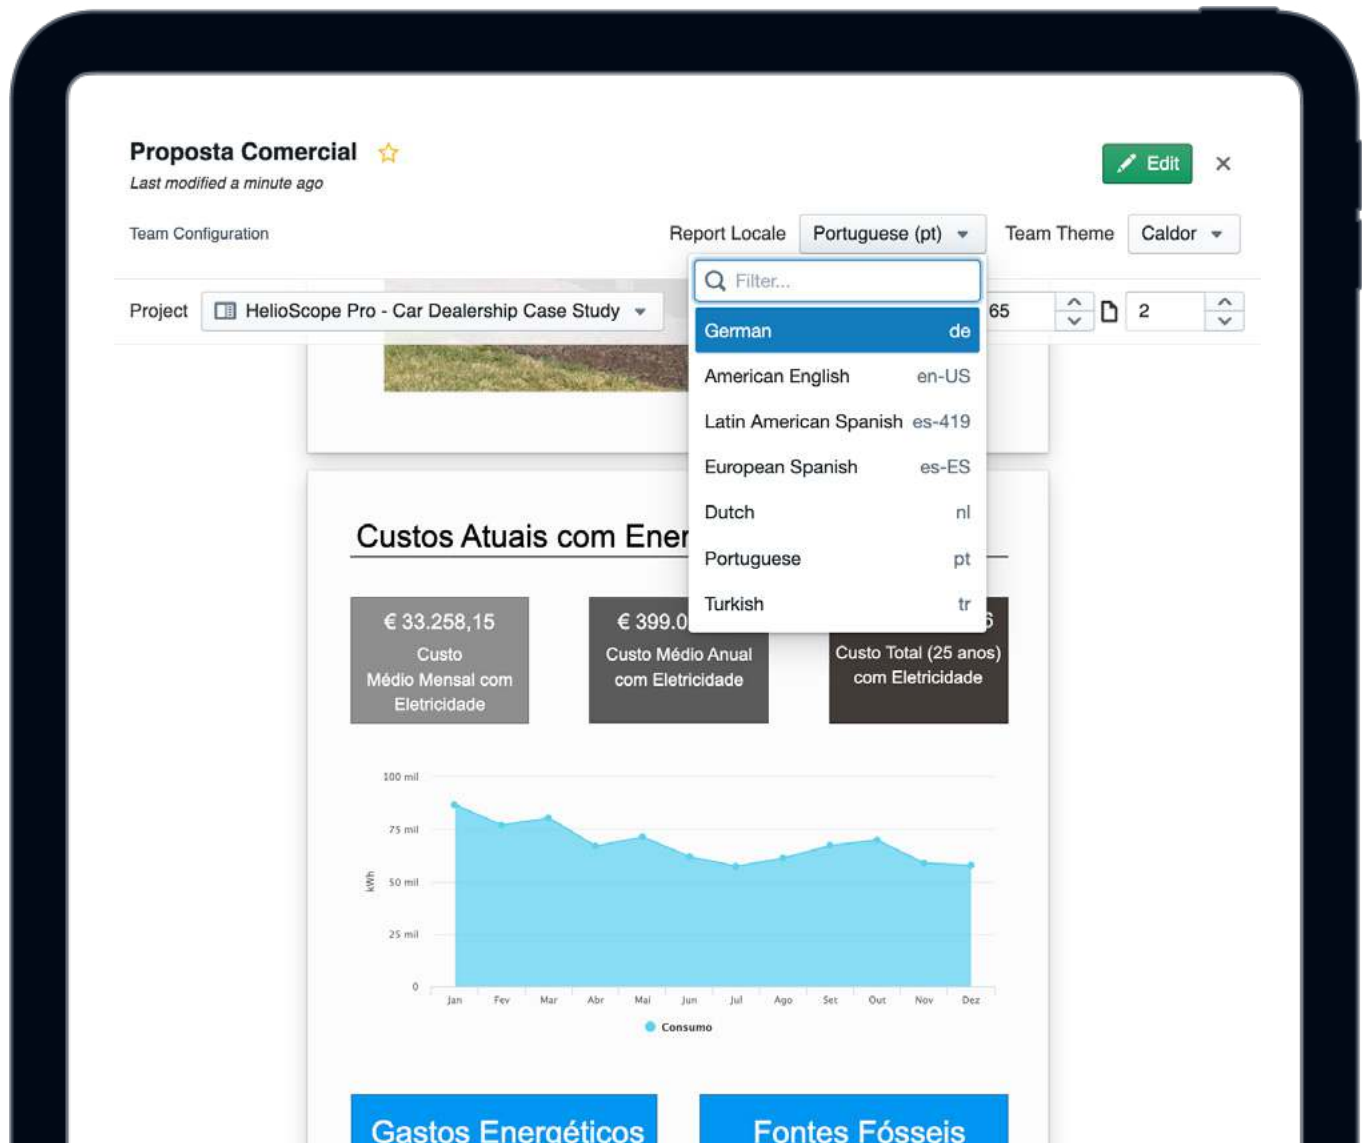 Proposta Comercial
Edit
Last modified a minute ago
Team Configuration
Report Locale
Portuguese (pt)
Team Theme
Caldor
Filter...
Project
HelioScope Pro - Car Dealership Case Study
65
2
German de
American English en-US
Latin American Spanish es-419
European Spanish es-ES
Dutch nl
Portuguese pt
Turkish tr
Custos Atuais com
€ 33.258,15
Custo
Médio Mensal com
Eletricidade
€ 399.0
Custo Médio Anual
com Eletricidade
Custo Total (25 anos)
com Eletricidade
100 mil
75 mil
50 mil
25 mil
0
kWh
Jan Fev Mar Abr Mai Jun Jul Ago Set Out Nov Dez
Consumo
Gastos Energéticos
Fontes Fósseis